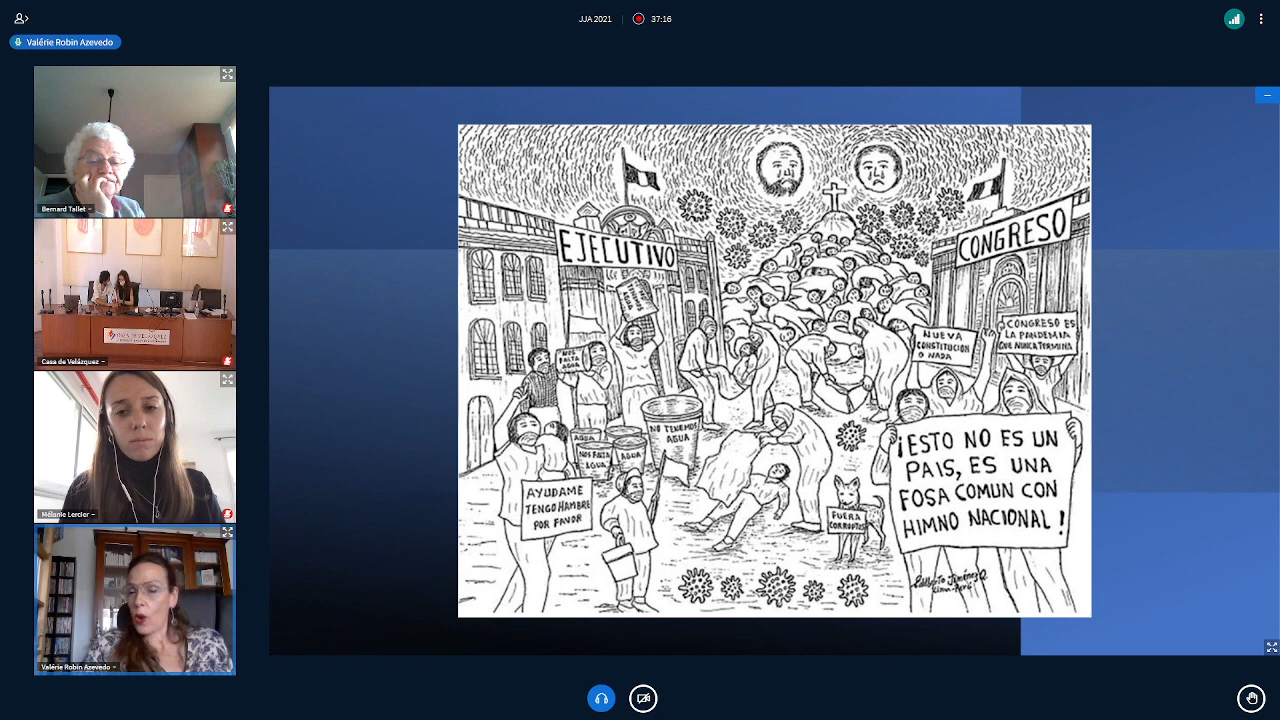 JJA 2021
37:16
Valérie Robin Azevedo
Bernard Tallet
Casa de Velázquez
CASA DE VELÁZQUEZ
Mélanie Lercier
Valérie Robin Azevedo
EJECUTIVO
CONGRESO
NOS
FALTA
AGUA
NUEVA
CONSTITUCION
O NADA
¡CONGRESO ES
LA PANDEMIA
QUE NUNCA TERMINA
AGUA
NOS FALTA
AGUA
AGUA
NO TENEMOS
AGUA
AYUDAME
TENGO HAMBRE
POR FAVOR
FUERA
CORRUPTOS
¡ESTO NO ES UN
PAIS, ES UNA
FOSA COMUN CON
HIMNO NACIONAL!